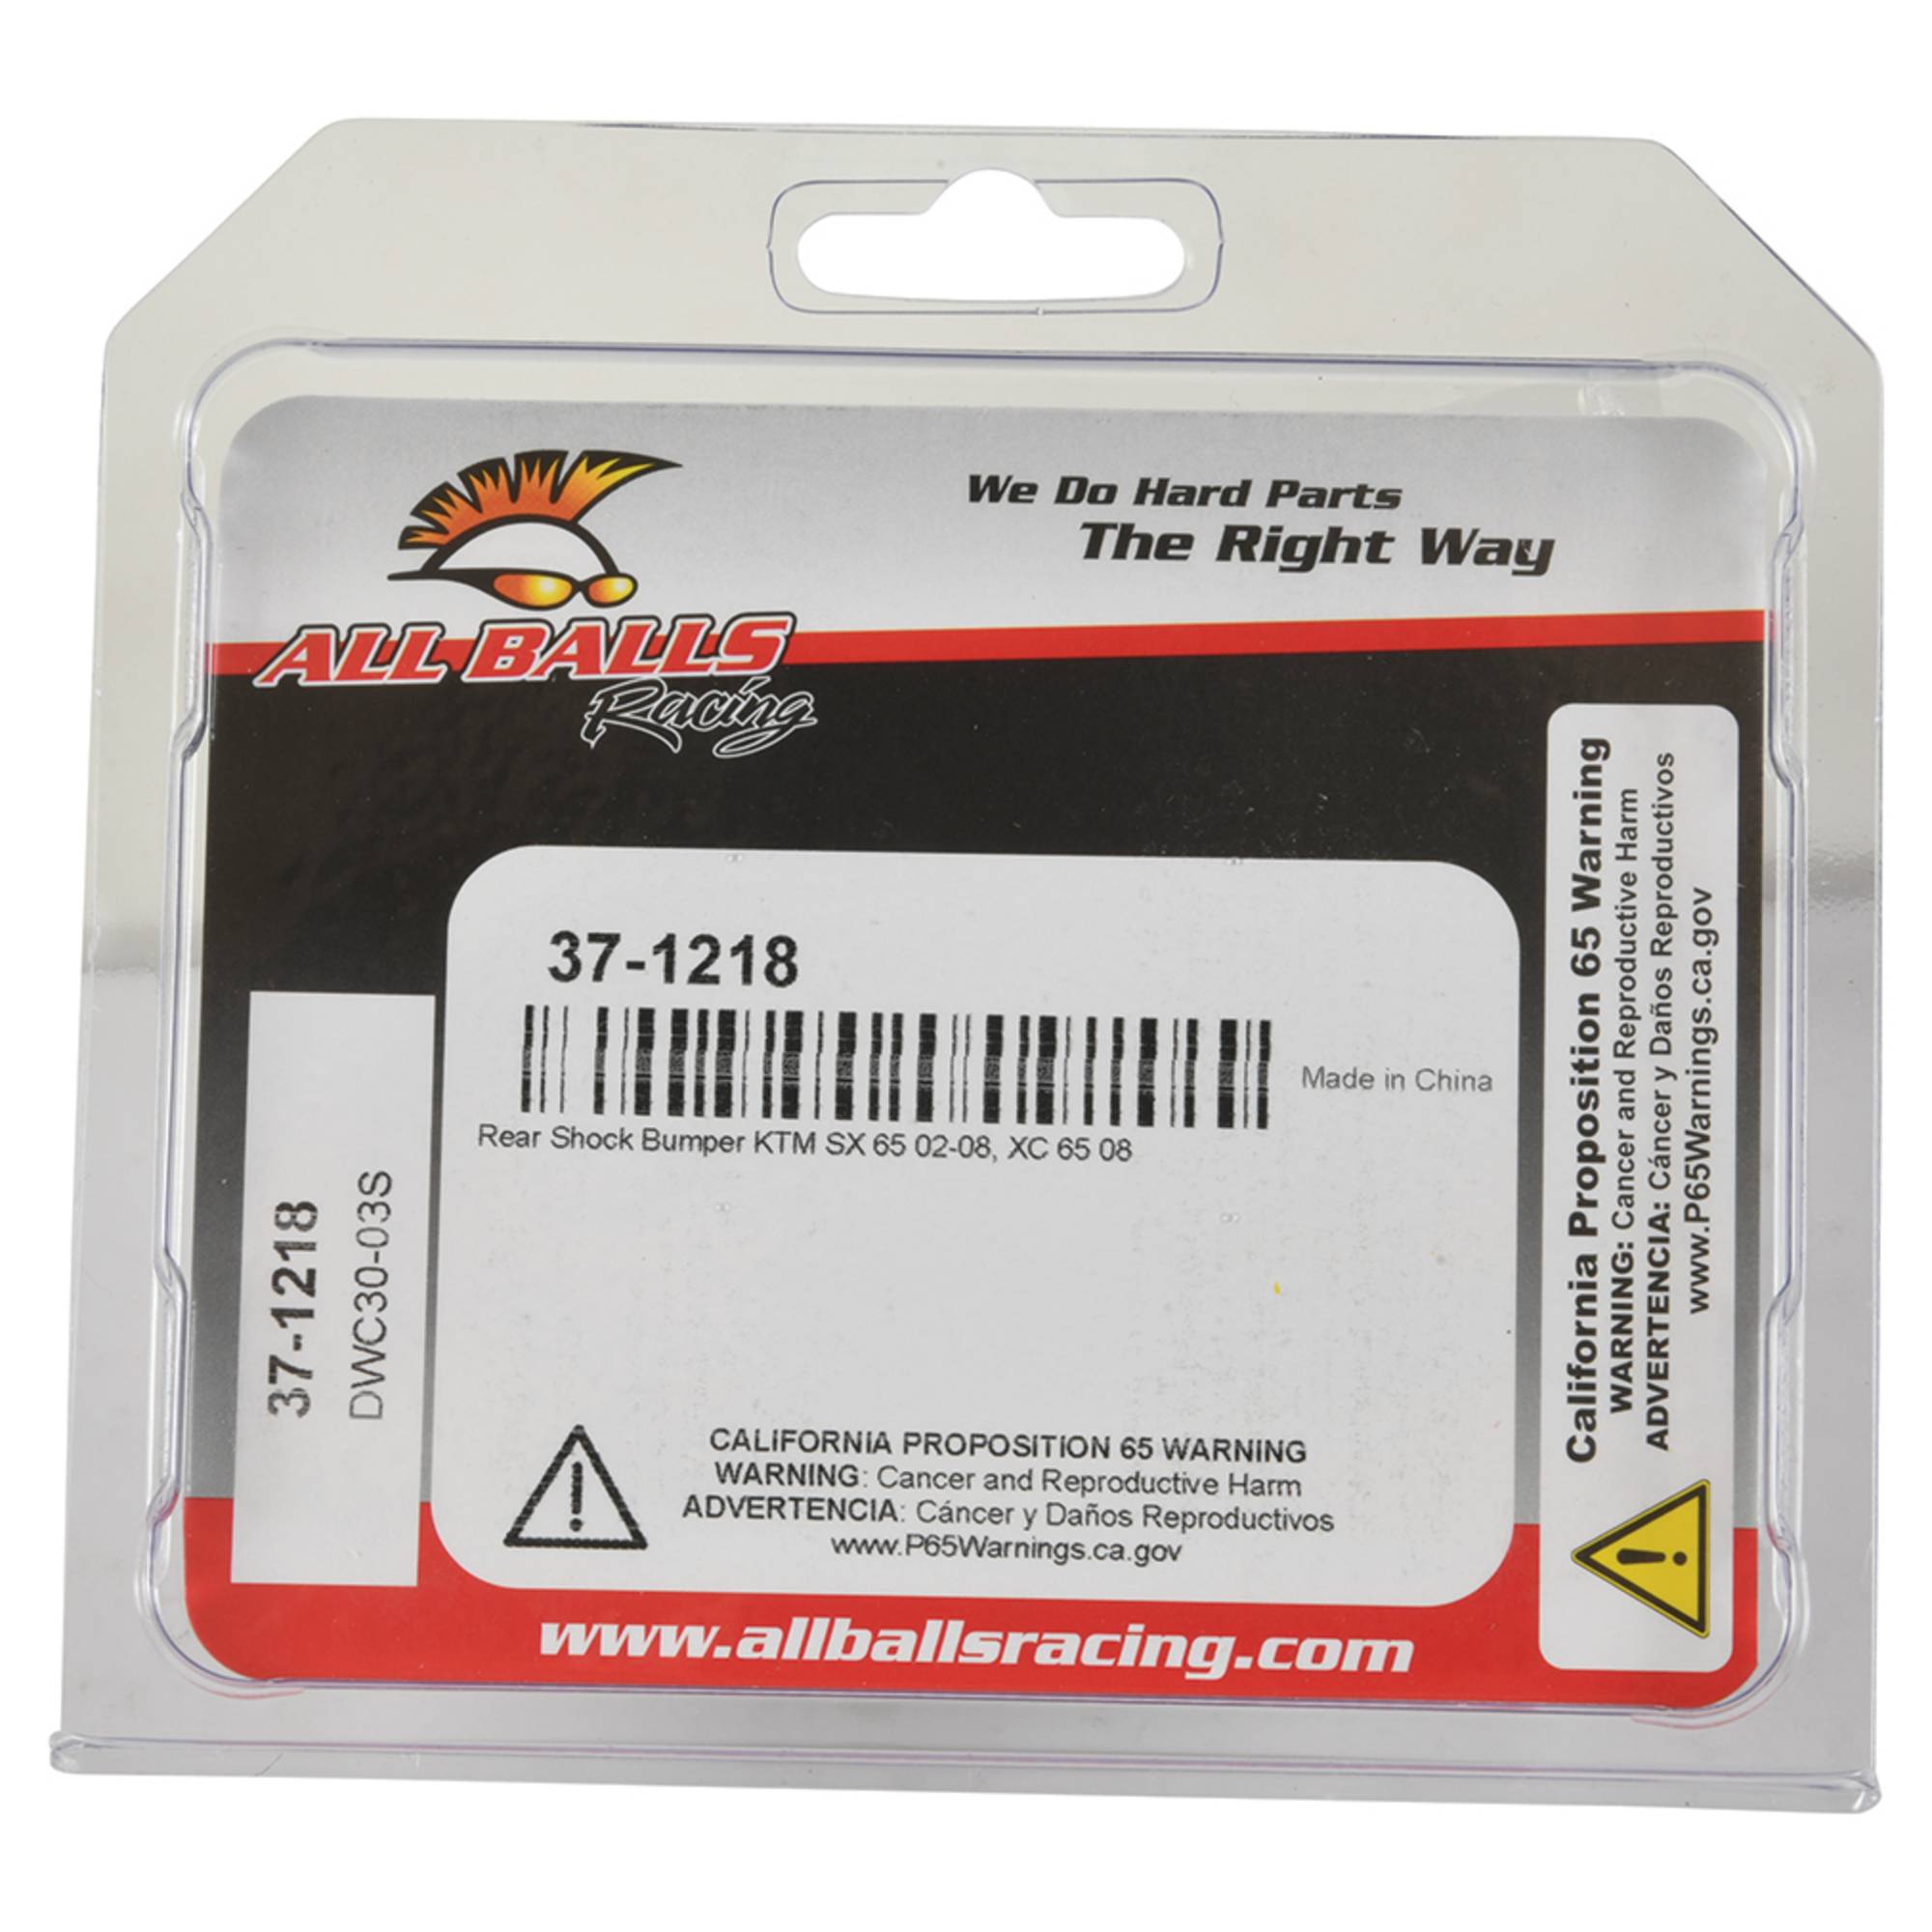 We Do Hard Parts
The Right Way
ALL BALLS
Racing
37-1218
Made in China
Rear Shock Bumper KTM SX 65 02-08, XC 65 08
37-1218
DWC30-03S
CALIFORNIA PROPOSITION 65 WARNING
WARNING: Cancer and Reproductive Harm
ADVERTENCIA: Cáncer y Daños Reproductivos
www.P65Warnings.ca.gov
California Proposition 65 Warning
WARNING: Cancer and Reproductive Harm
ADVERTENCIA: Cáncer y Daños Reproductivos
www.P65Warnings.ca.gov
www.allballsracing.com